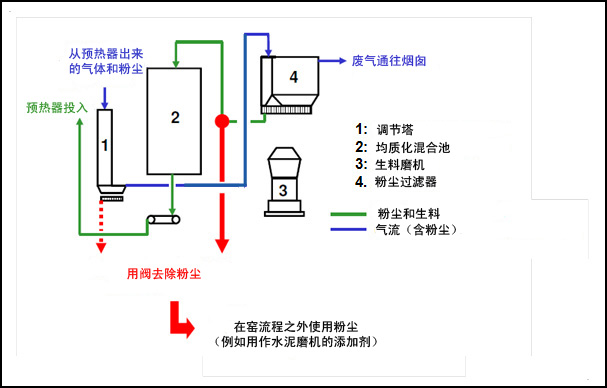 从预热器出来
的气体和粉尘
废气通往烟囱
预热器投入
1
2
3
4
1: 调节塔
2: 均质化混合池
3: 生料磨机
4. 粉尘过滤器
粉尘和生料
气流（含粉尘）
用阀去除粉尘
在窑流程之外使用粉尘
（例如用作水泥磨机的添加剂）